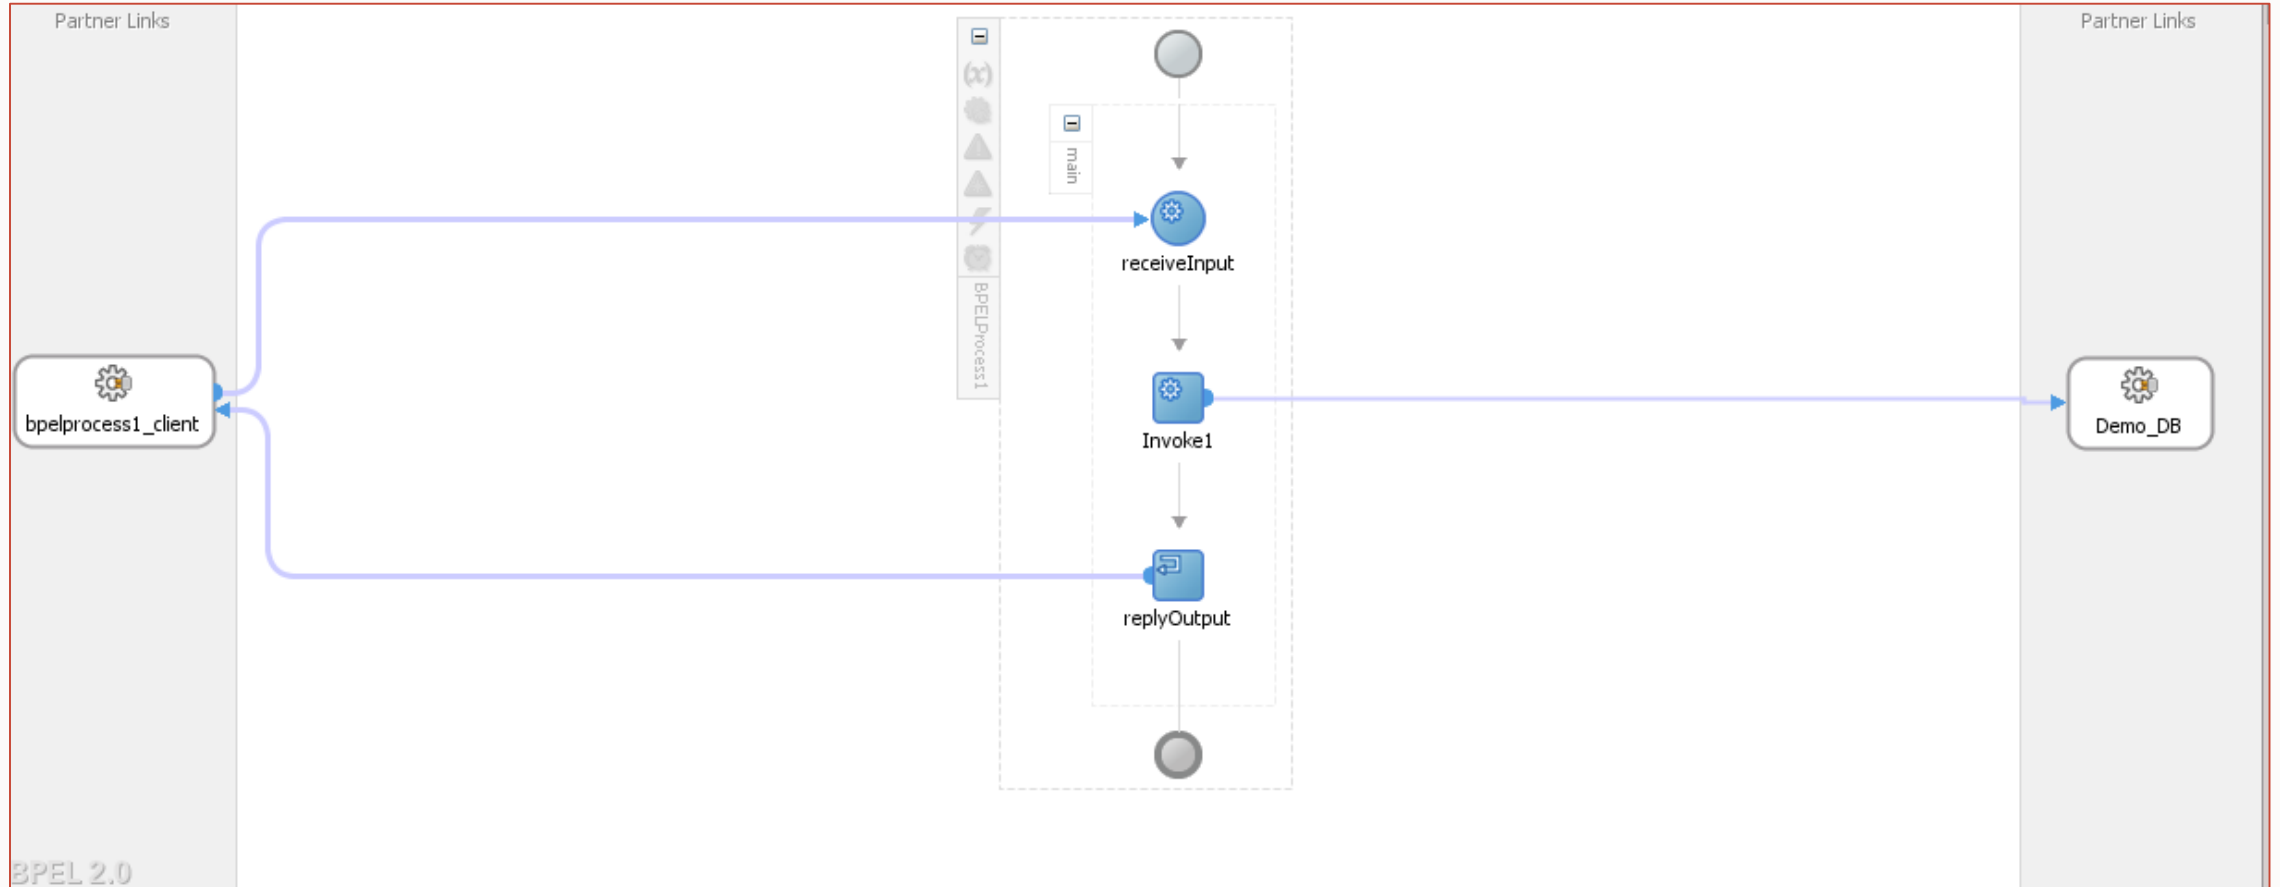 Partner Links
Partner Links
main
receiveInput
BPELProcess1
bpelprocess1_client
Invoke1
Demo_DB
replyOutput
BPEL 2.0